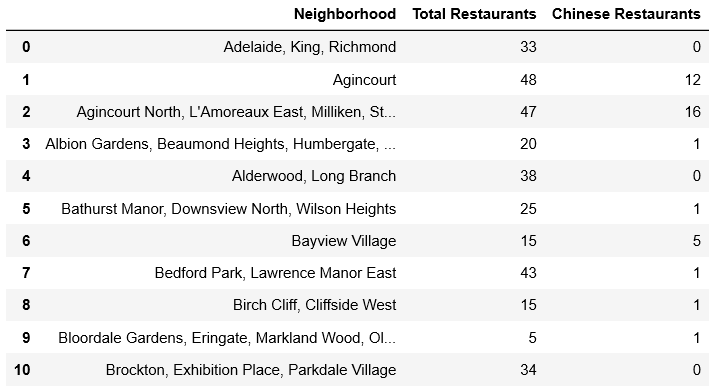 Neighborhood Total Restaurants Chinese Restaurants
0 Adelaide, King, Richmond 33 0
1 Agincourt 48 12
2 Agincourt North, L'Amoreaux East, Milliken, St... 47 16
3 Albion Gardens, Beaumond Heights, Humbergate, ... 20 1
4 Alderwood, Long Branch 38 0
5 Bathurst Manor, Downsview North, Wilson Heights 25 1
6 Bayview Village 15 5
7 Bedford Park, Lawrence Manor East 43 1
8 Birch Cliff, Cliffside West 15 1
9 Bloordale Gardens, Eringate, Markland Wood, Ol... 5 1
10 Brockton, Exhibition Place, Parkdale Village 34 0